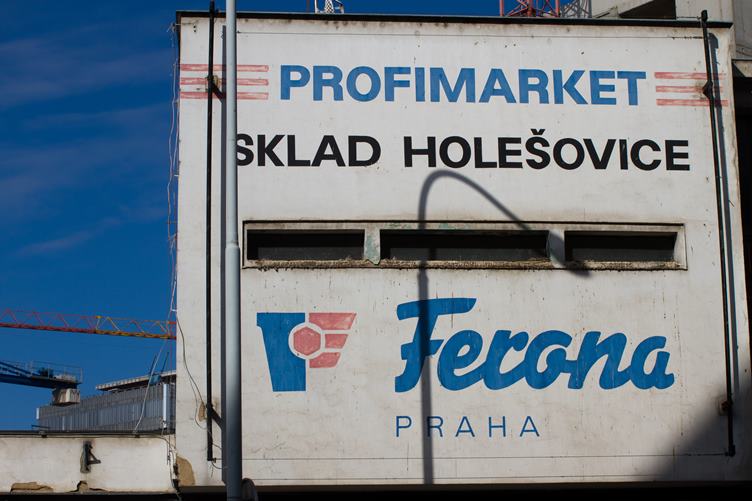 PROFIMARKET
SKLAD HOLEŠOVICE
Ferona
PRAHA